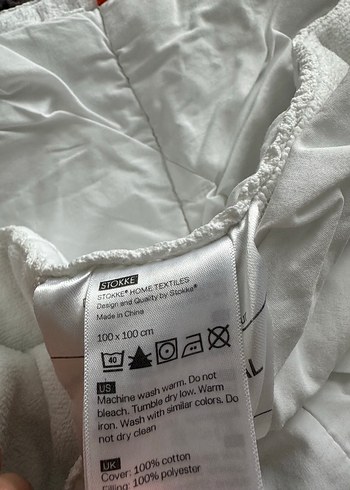 STOKKE
STOKKE® HOME TEXTILES
Design and Quality by Stokke®
Made in China
100 x 100 cm
40
US
Machine wash warm. Do not
bleach. Tumble dry low. Warm
iron. Wash with similar colors. Do
not dry clean
UK
Cover: 100% cotton
Filling: 100% polyester